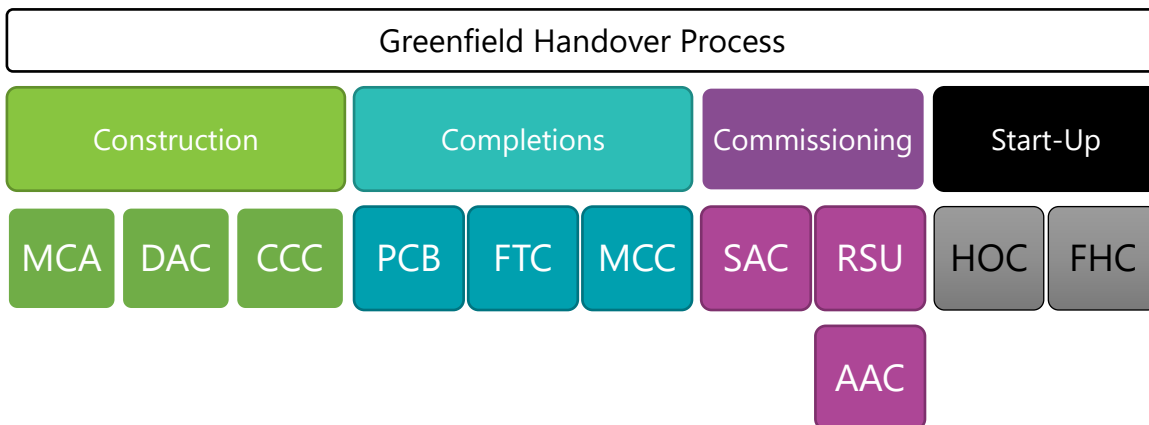 Greenfield Handover Process
Construction Completions Commissioning Start-Up
MCA DAC CCC PCB FTC MCC SAC RSU HOC FHC
AAC